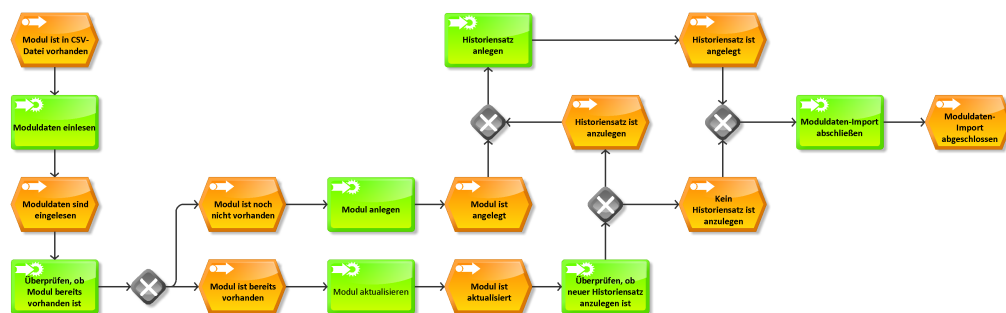 Modul ist in CSV-
Datei vorhanden
Moduldaten einlesen
Moduldaten sind
eingelesen
Überprüfen, ob
Modul bereits
vorhanden ist
Modul ist noch
nicht vorhanden
Modul anlegen
Modul ist
angelegt
Modul ist bereits
vorhanden
Modul aktualisieren
Modul ist
aktualisiert
Überprüfen, ob
neuer Historiensatz
anzulegen ist
Historiensatz ist
anzulegen
Kein
Historiensatz ist
anzulegen
Historiensatz
anlegen
Historiensatz ist
angelegt
Moduldaten-Import
abschließen
Moduldaten-
Import
abgeschlossen